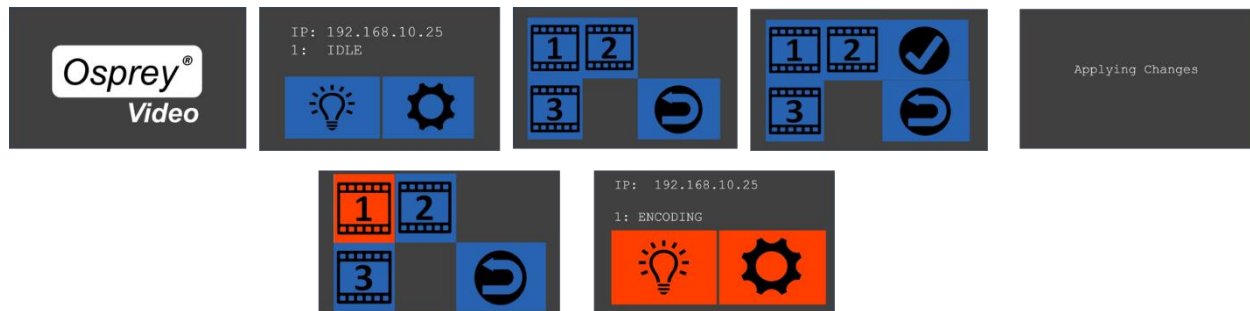 Osprey®
Video
IP: 192.168.10.25
1: IDLE
1 2
3
1 2
3
Applying Changes
1 2
3
IP: 192.168.10.25
1: ENCODING